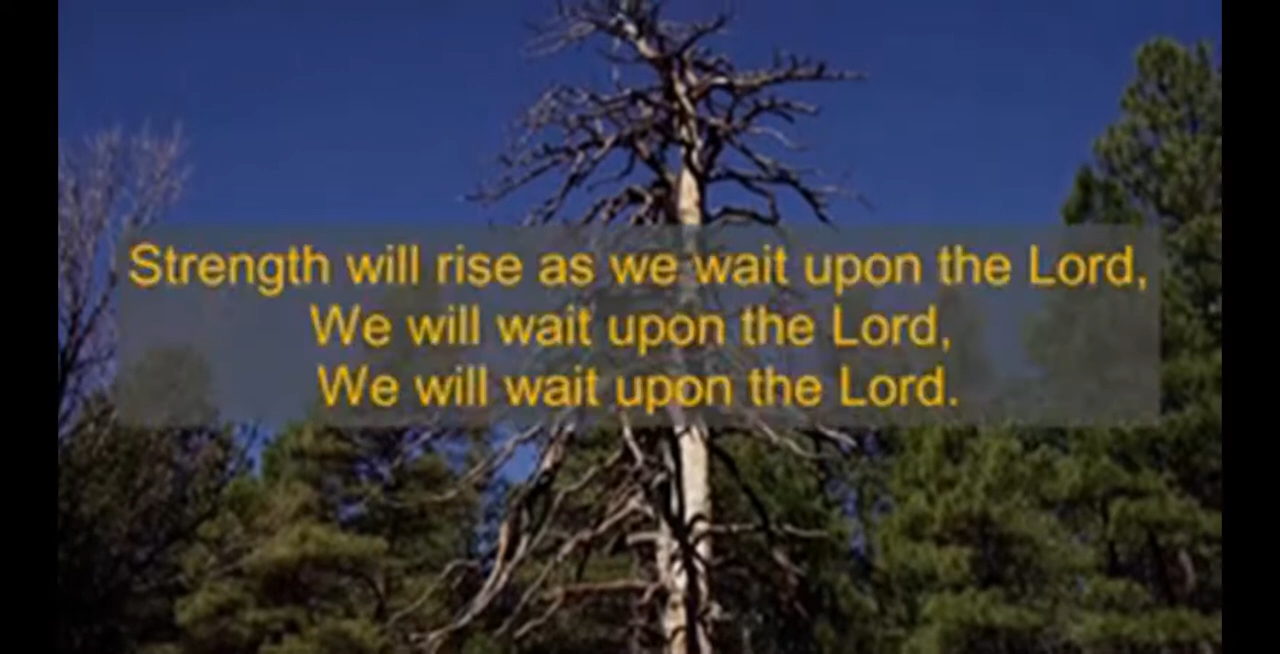 Strength will rise as we wait upon the Lord,
We will wait upon the Lord,
We will wait upon the Lord.